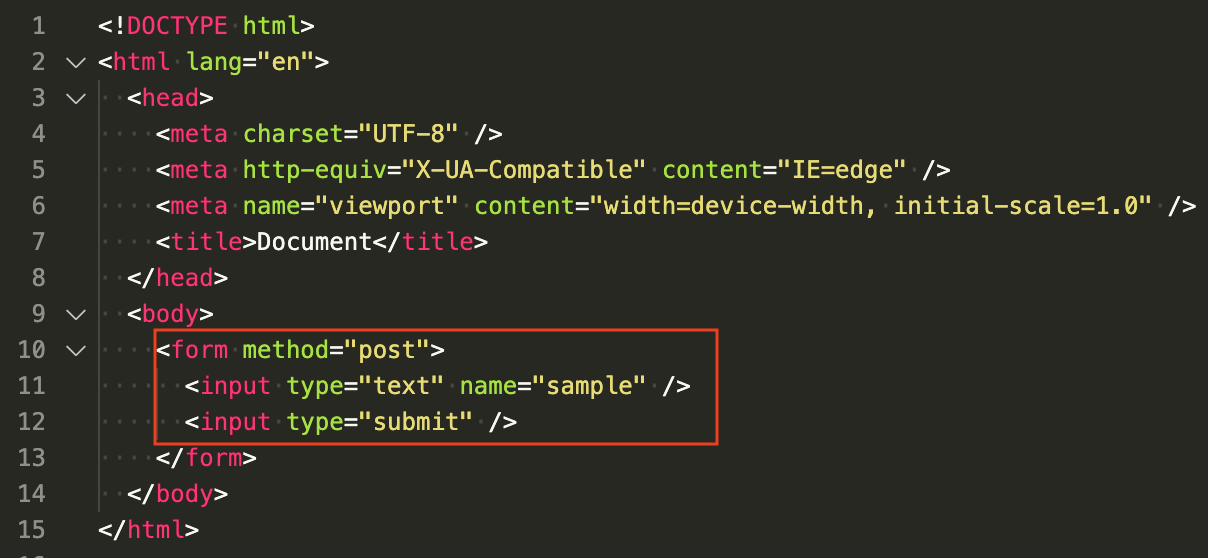 1 <!DOCTYPE html>
2 <html lang="en">
3 <head>
4 <meta charset="UTF-8" />
5 <meta http-equiv="X-UA-Compatible" content="IE=edge" />
6 <meta name="viewport" content="width=device-width, initial-scale=1.0" />
7 <title>Document</title>
8 </head>
9 <body>
10 <form method="post">
11 <input type="text" name="sample" />
12 <input type="submit" />
13 </form>
14 </body>
15 </html>